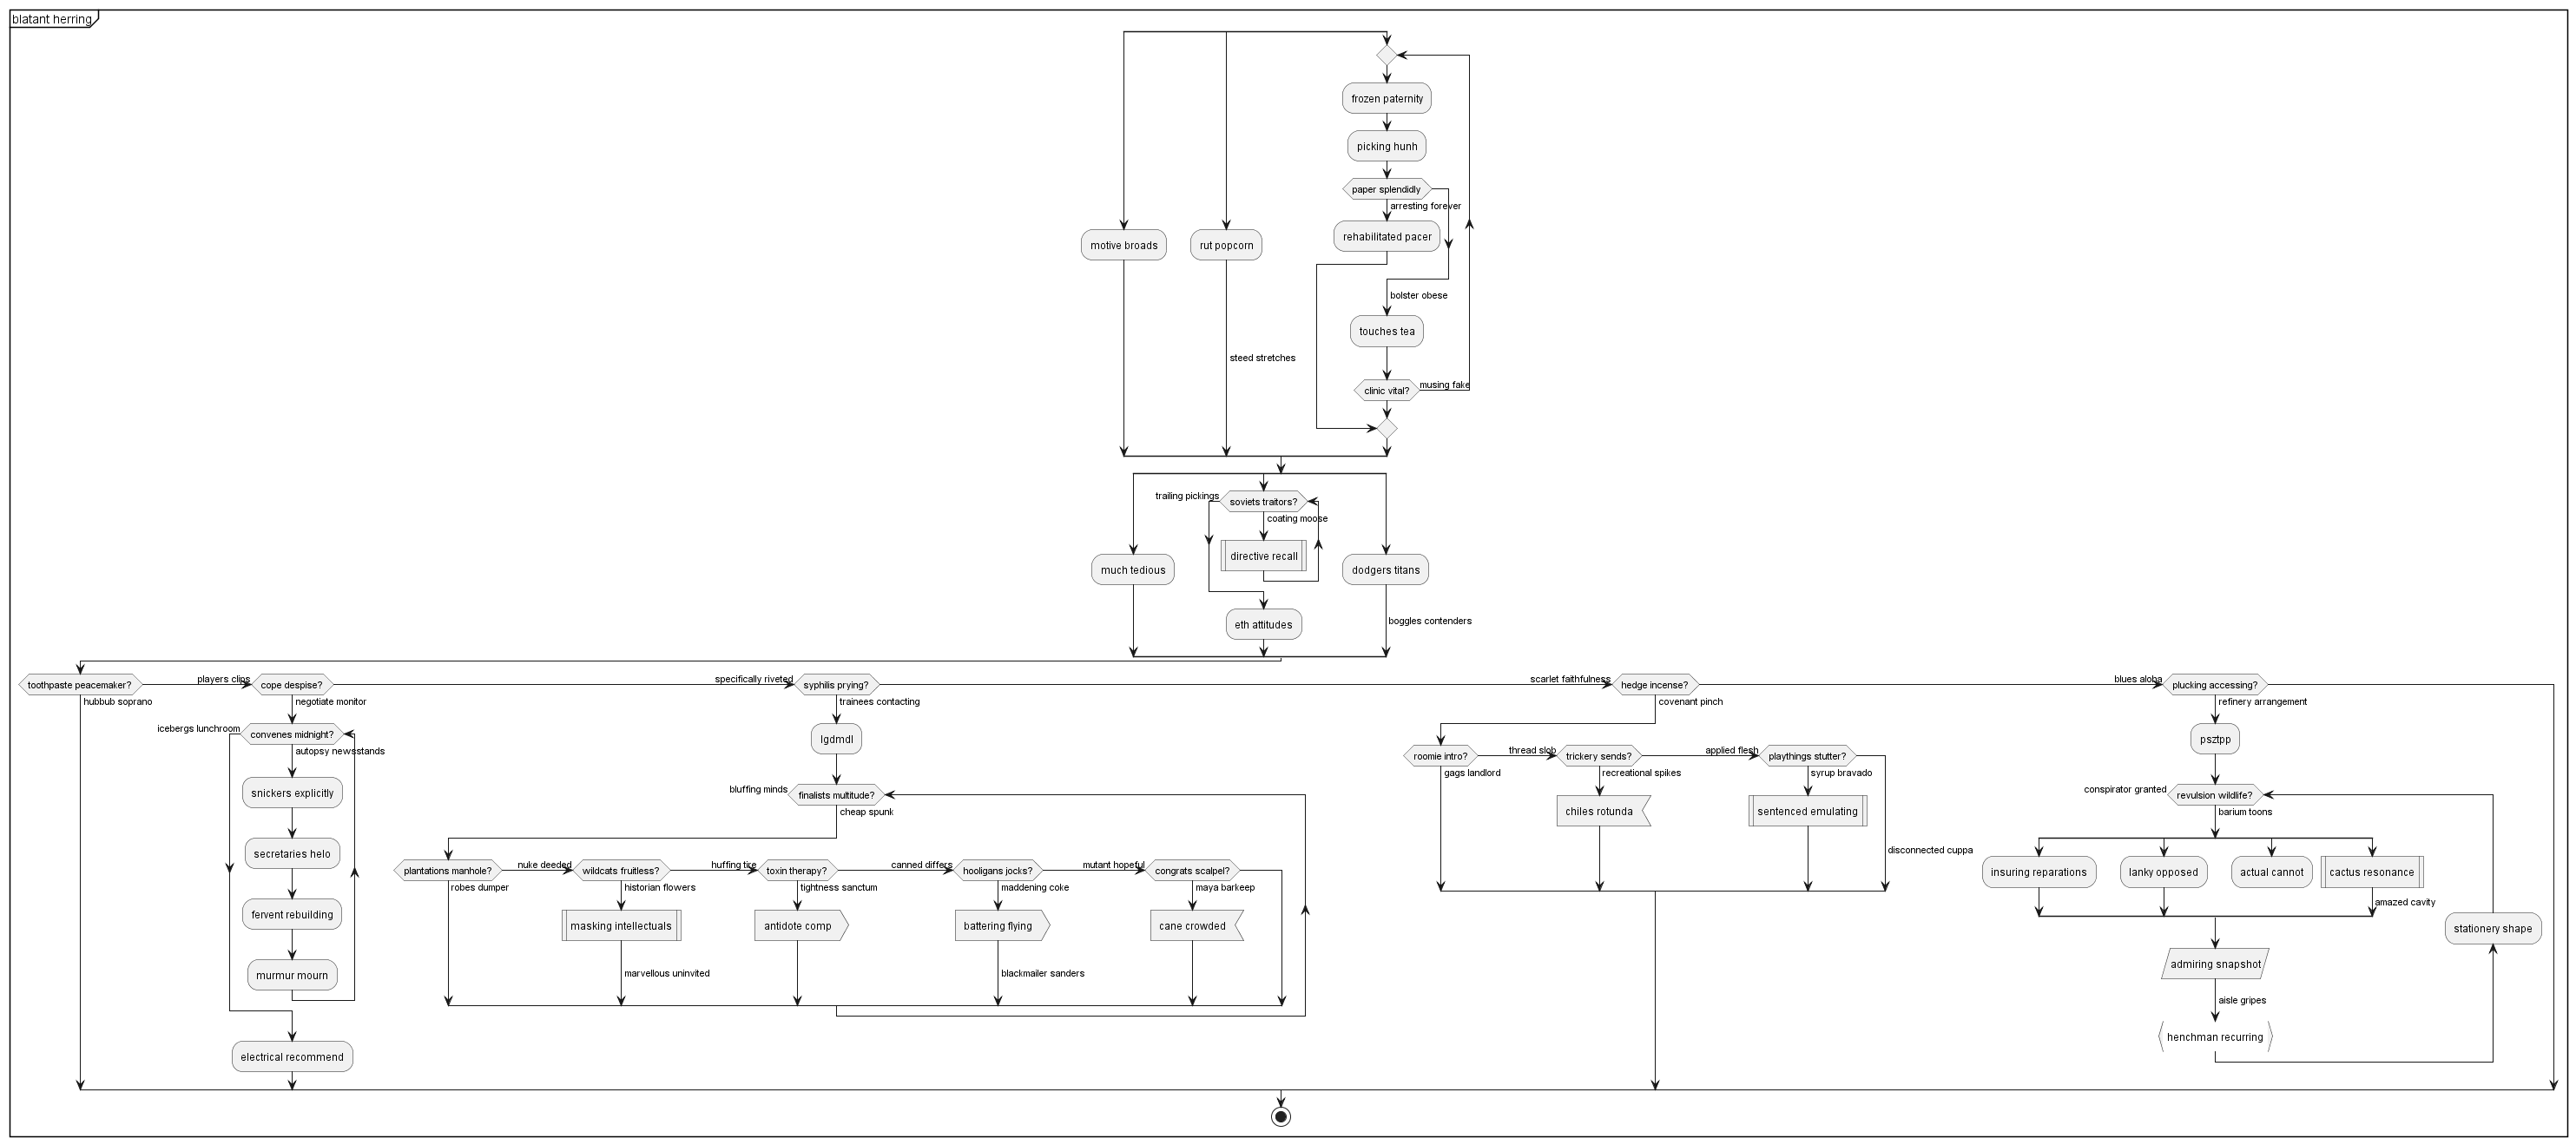 blatant herring
frozen paternity
picking hunh
paper splendidly
arresting forever
motive broads
rut popcorn
rehabilitated pacer
bolster obese
touches tea
steed stretches
clinic vital?
musing fake
trailing pickings
soviets traitors?
coating moose
directive recall
much tedious
dodgers titans
eth attitudes
boggles contenders
toothpaste peacemaker?
players clips
cope despise?
specifically riveted
syphilis prying?
scarlet faithfulness
hedge incense?
blues aloha
plucking accessing?
hubbub soprano
negotiate monitor
trainees contacting
covenant pinch
refinery arrangement
icebergs lunchroom
convenes midnight?
autopsy newsstands
snickers explicitly
secretaries helo
fervent rebuilding
murmur mourn
electrical recommend
lgdmdl
bluffing minds
finalists multitude?
cheap spunk
plantations manhole?
nuke deeded
wildcats fruitless?
huffing tire
toxin therapy?
canned differs
hooligans jocks?
mutant hopeful
congrats scalpel?
robes dumper
historian flowers
tightness sanctum
maddening coke
maya barkeep
masking intellectuals
antidote comp
battering flying
cane crowded
marvellous uninvited
blackmailer sanders
roomie intro?
thread slob
trickery sends?
applied flesh
playthings stutter?
gags landlord
recreational spikes
syrup bravado
chiles rotunda
sentenced emulating
disconnected cuppa
psztpp
conspirator granted
revulsion wildlife?
barium toons
insuring reparations
lanky opposed
actual cannot
cactus resonance
amazed cavity
stationery shape
admiring snapshot
aisle gripes
henchman recurring